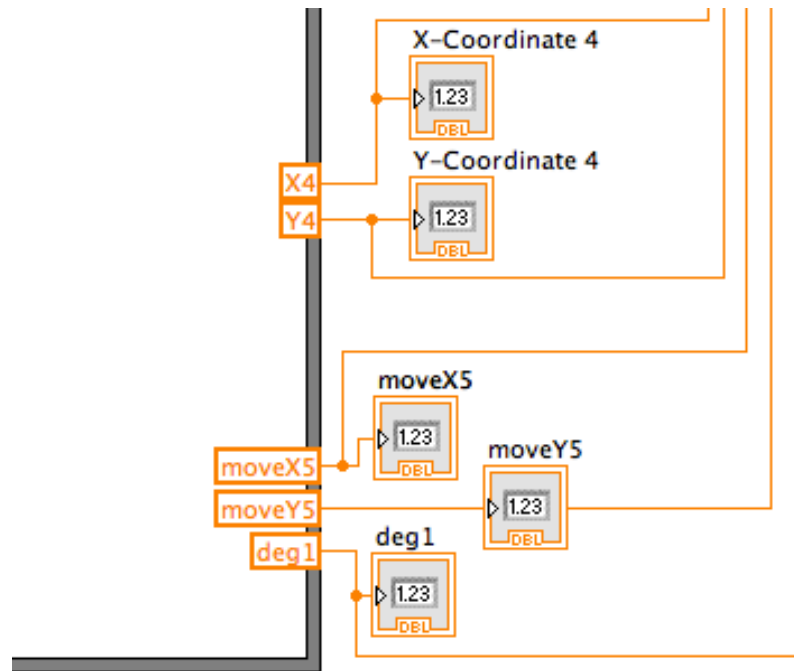 X-Coordinate 4
1.23
DBL
Y-Coordinate 4
X4
1.23
Y4
DBL
moveX5
1.23
moveY5
moveX5
DBL
moveY5
1.23
deg1
DBL
deg1
1.23
DBL